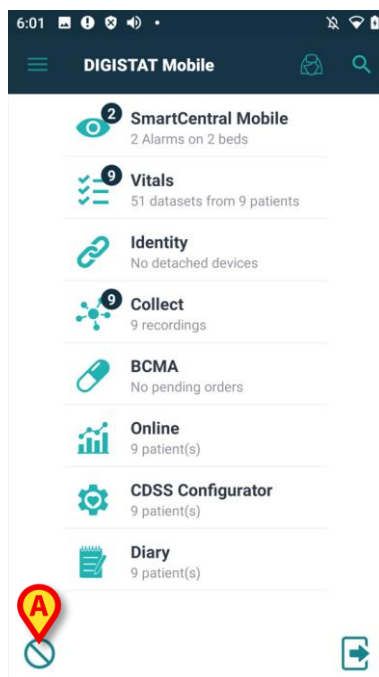 6:01
DIGISTAT Mobile
2
SmartCentral Mobile
2 Alarms on 2 beds
9
Vitals
51 datasets from 9 patients
Identity
No detached devices
9
Collect
9 recordings
BCMA
No pending orders
Online
9 patient(s)
CDSS Configurator
9 patient(s)
Diary
9 patient(s)
A